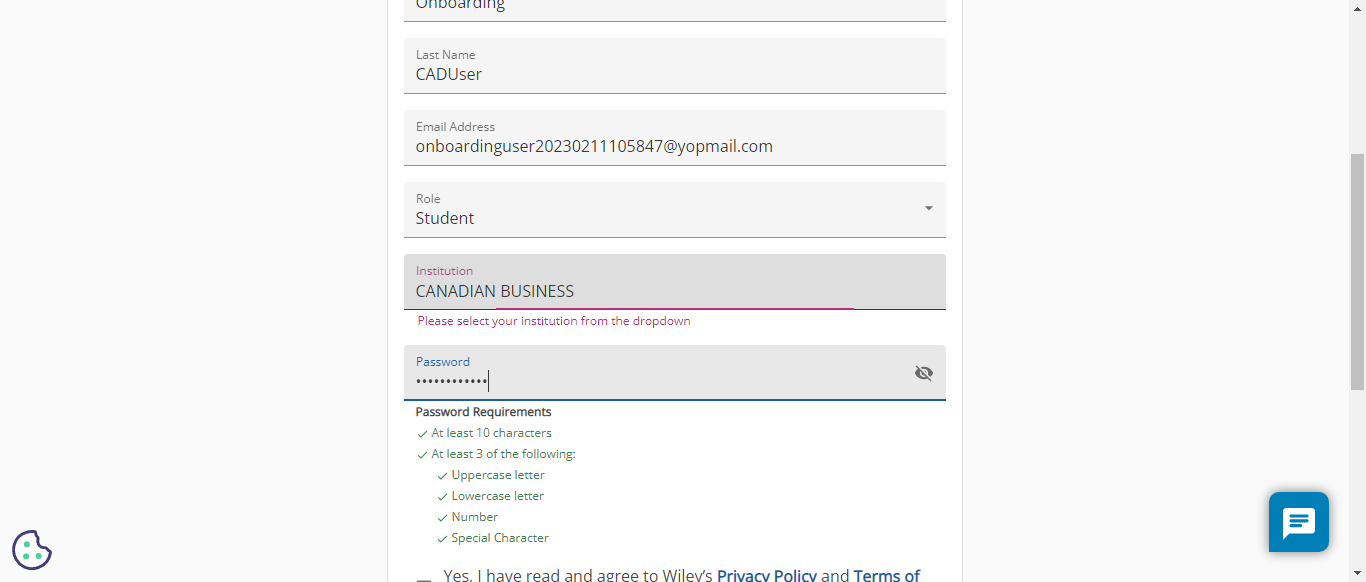 Onboarding
Last Name
CADUser
Email Address
onboardinguser20230211105847@yopmail.com
Role
Student
Institution
CANADIAN BUSINESS
Please select your institution from the dropdown
Password
••••••••••••
Password Requirements
At least 10 characters
At least 3 of the following:
Uppercase letter
Lowercase letter
Number
Special Character
Yes, I have read and agree to Wiley's Privacy Policy and Terms of